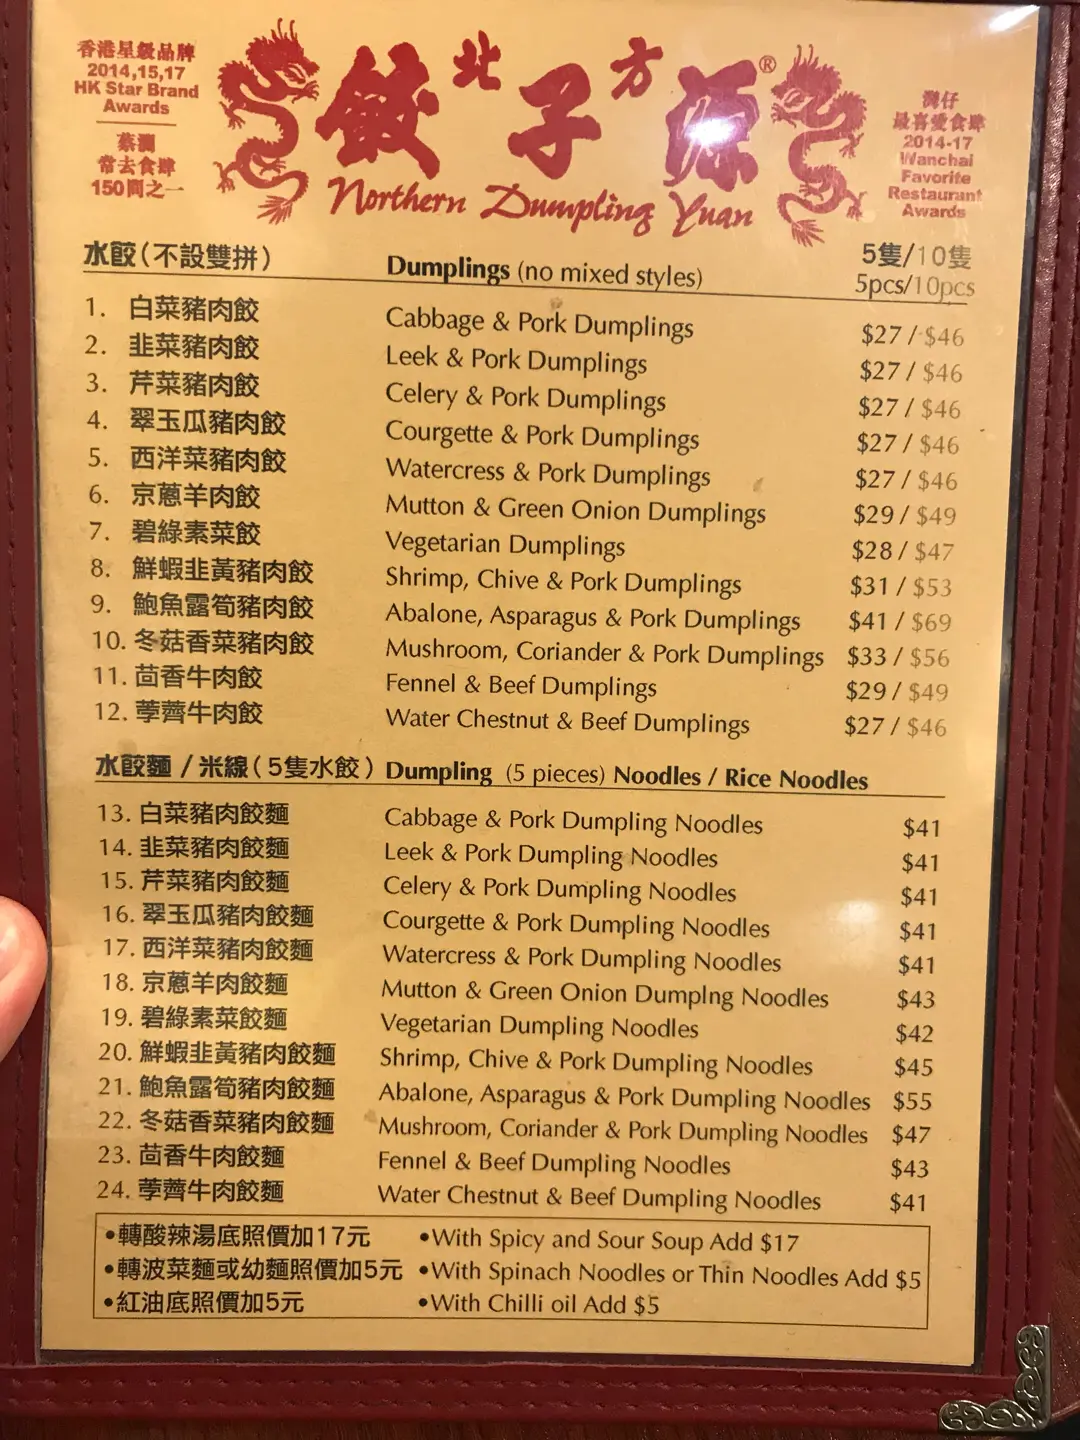 香港星級品牌
2014,15,17
HK Star Brand
Awards
蔡瀾
常去食肆
150間之一
北方
餃子源®
Northern Dumpling Yuan
灣仔
最喜愛食肆
2014-17
Wanchai
Favorite
Restaurant
Awards
水餃(不設雙拼) Dumplings (no mixed styles) 5隻/10隻
5pcs/10pcs
1. 白菜豬肉餃 Cabbage & Pork Dumplings $27 / $46
2. 韭菜豬肉餃 Leek & Pork Dumplings $27 / $46
3. 芹菜豬肉餃 Celery & Pork Dumplings $27 / $46
4. 翠玉瓜豬肉餃 Courgette & Pork Dumplings $27 / $46
5. 西洋菜豬肉餃 Watercress & Pork Dumplings $27 / $46
6. 京蔥羊肉餃 Mutton & Green Onion Dumplings $29 / $49
7. 碧綠素菜餃 Vegetarian Dumplings $28 / $47
8. 鮮蝦韭黃豬肉餃 Shrimp, Chive & Pork Dumplings $31 / $53
9. 鮑魚露筍豬肉餃 Abalone, Asparagus & Pork Dumplings $41 / $69
10. 冬菇香菜豬肉餃 Mushroom, Coriander & Pork Dumplings $33 / $56
11. 茴香牛肉餃 Fennel & Beef Dumplings $29 / $49
12. 荸薺牛肉餃 Water Chestnut & Beef Dumplings $27 / $46
水餃麵 / 米線(5隻水餃) Dumpling (5 pieces) Noodles / Rice Noodles
13. 白菜豬肉餃麵 Cabbage & Pork Dumpling Noodles $41
14. 韭菜豬肉餃麵 Leek & Pork Dumpling Noodles $41
15. 芹菜豬肉餃麵 Celery & Pork Dumpling Noodles $41
16. 翠玉瓜豬肉餃麵 Courgette & Pork Dumpling Noodles $41
17. 西洋菜豬肉餃麵 Watercress & Pork Dumpling Noodles $41
18. 京蔥羊肉餃麵 Mutton & Green Onion Dumplng Noodles $43
19. 碧綠素菜餃麵 Vegetarian Dumpling Noodles $42
20. 鮮蝦韭黃豬肉餃麵 Shrimp, Chive & Pork Dumpling Noodles $45
21. 鮑魚露筍豬肉餃麵 Abalone, Asparagus & Pork Dumpling Noodles $55
22. 冬菇香菜豬肉餃麵 Mushroom, Coriander & Pork Dumpling Noodles $47
23. 茴香牛肉餃麵 Fennel & Beef Dumpling Noodles $43
24. 荸薺牛肉餃麵 Water Chestnut & Beef Dumpling Noodles $41
•轉酸辣湯底照價加17元 •With Spicy and Sour Soup Add $17
•轉波菜麵或幼麵照價加5元 •With Spinach Noodles or Thin Noodles Add $5
•紅油底照價加5元 •With Chilli oil Add $5